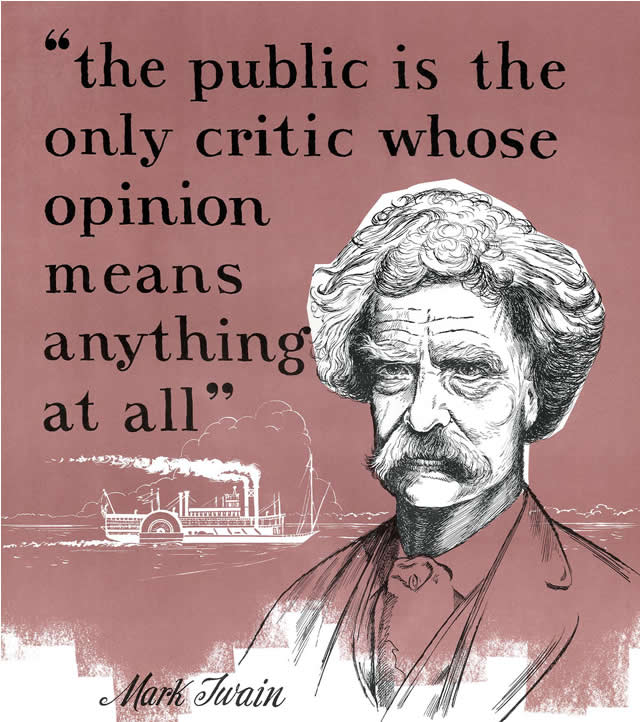 “the public is the
only critic whose
opinion
means
anything
at all”
Mark Twain